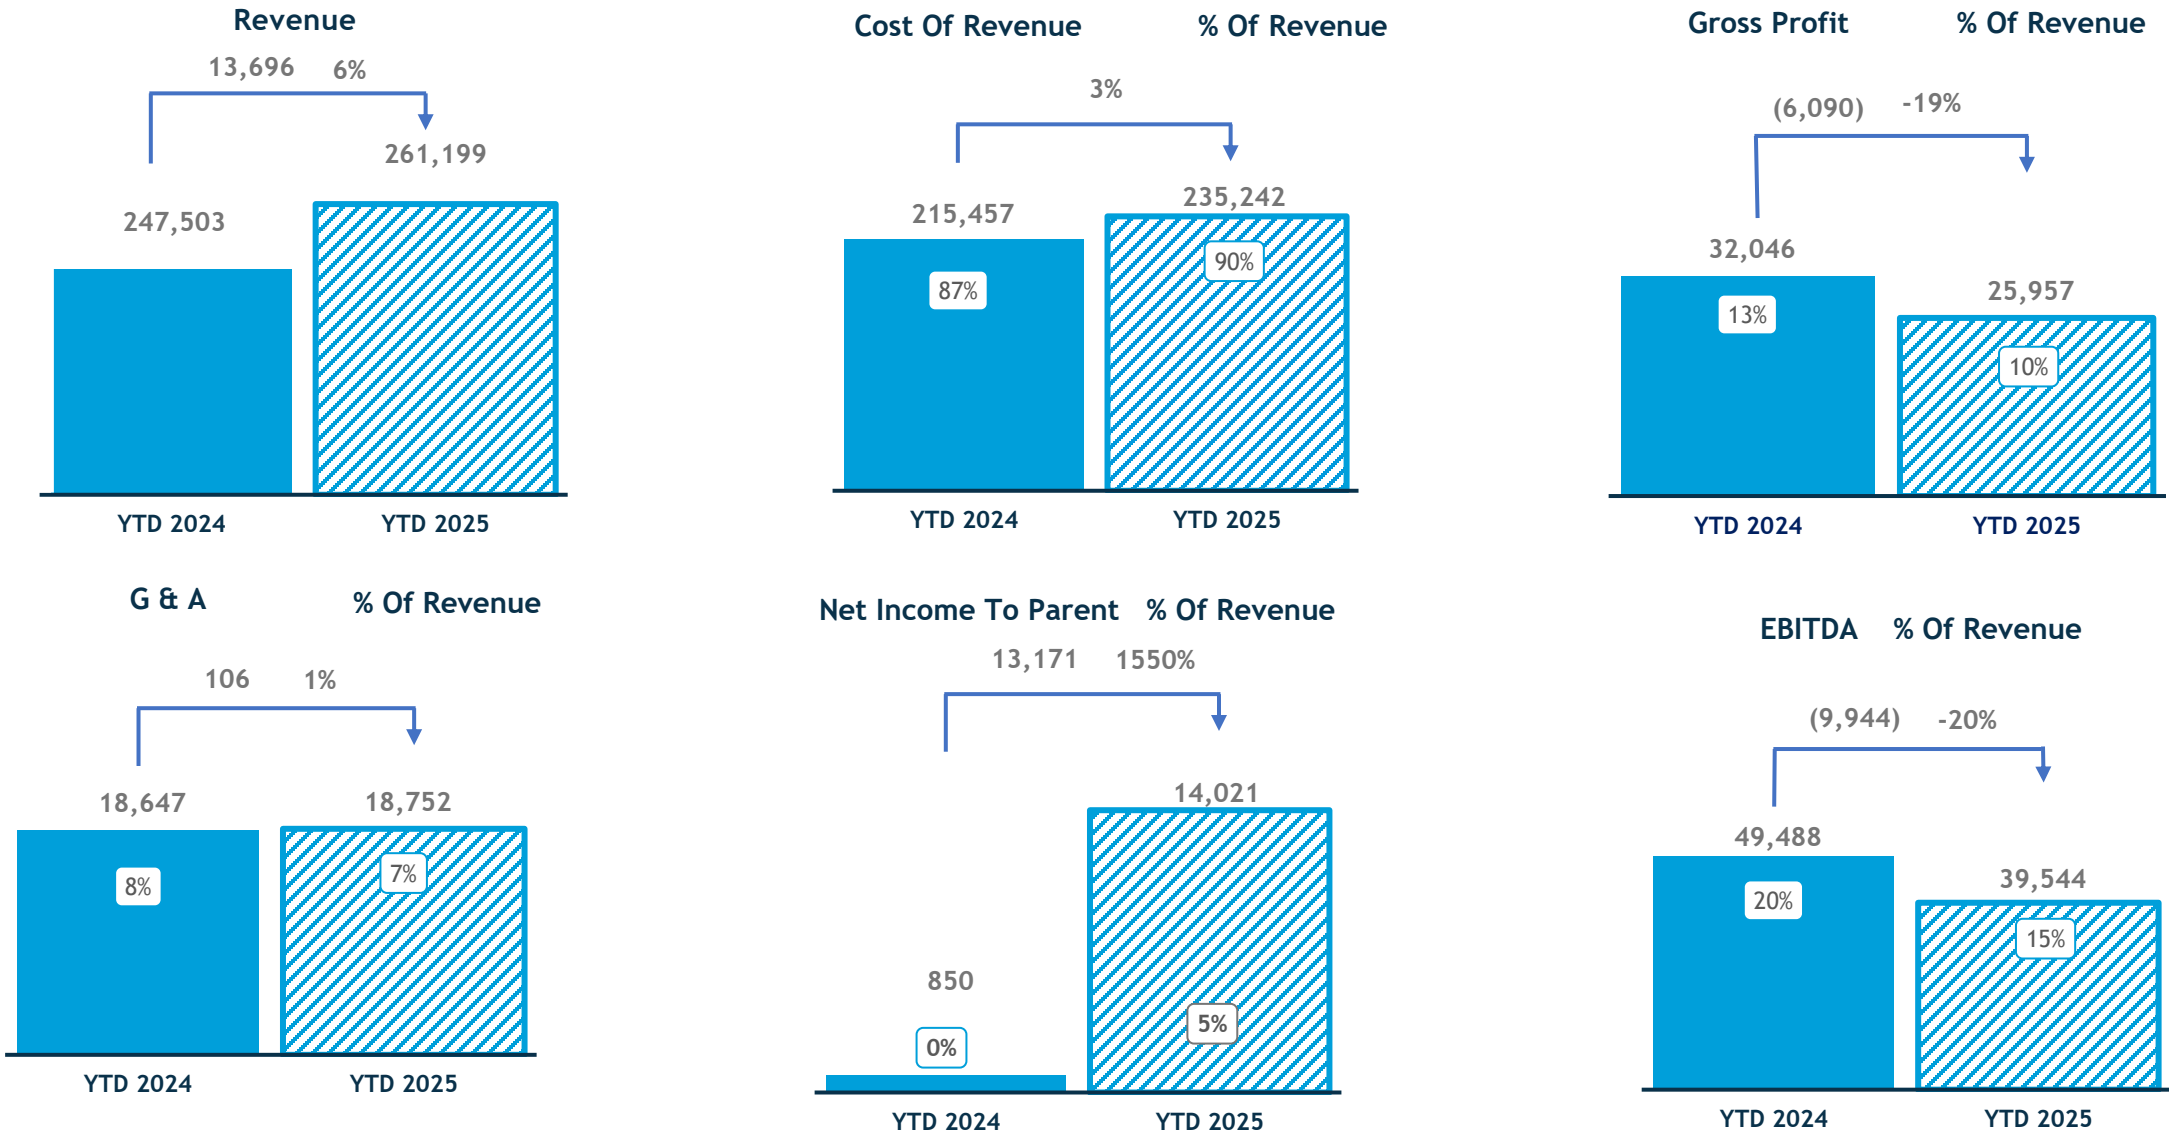 Revenue
13,696 6%
261,199
247,503
YTD 2024 YTD 2025
Cost Of Revenue % Of Revenue
3%
235,242
215,457
90%
87%
YTD 2024 YTD 2025
Gross Profit % Of Revenue
(6,090) -19%
32,046
25,957
13%
10%
YTD 2024 YTD 2025
G & A % Of Revenue
106 1%
18,647 18,752
8% 7%
YTD 2024 YTD 2025
Net Income To Parent % Of Revenue
13,171 1550%
14,021
850
5%
0%
YTD 2024 YTD 2025
EBITDA % Of Revenue
(9,944) -20%
49,488
39,544
20%
15%
YTD 2024 YTD 2025